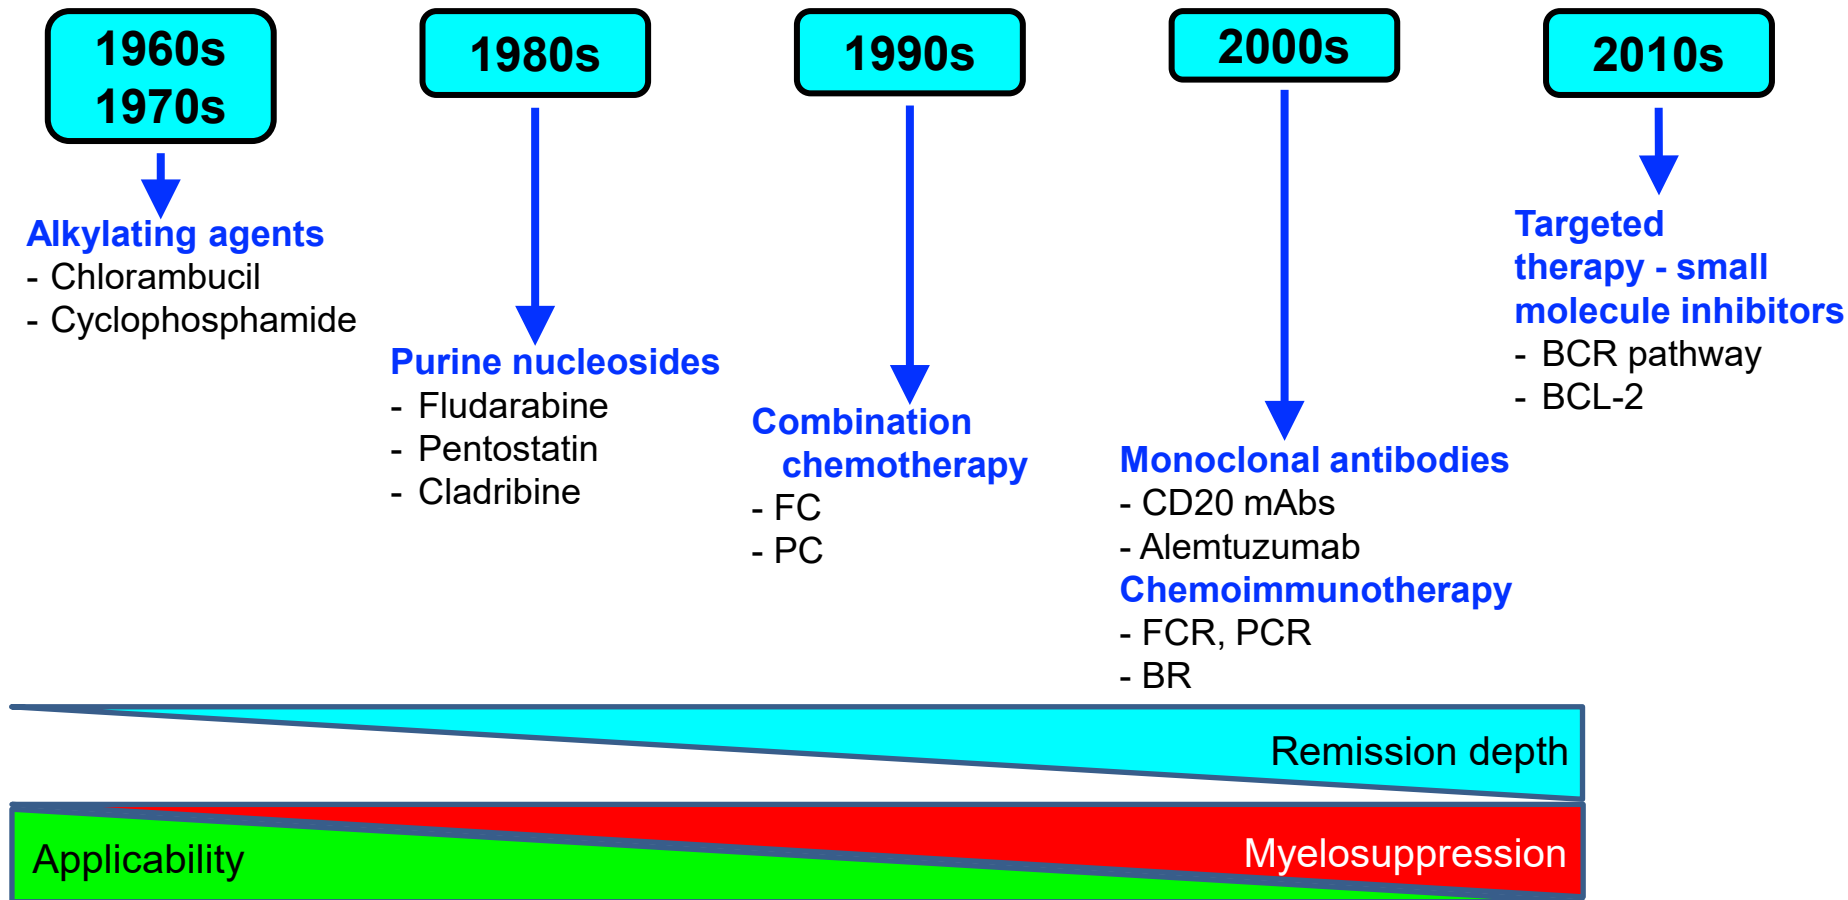 1960s
1970s
Alkylating agents
- Chlorambucil
- Cyclophosphamide
1980s
Purine nucleosides
- Fludarabine
- Pentostatin
- Cladribine
1990s
Combination
chemotherapy
- FC
- PC
2000s
Monoclonal antibodies
- CD20 mAbs
- Alemtuzumab
Chemoimmunotherapy
- FCR, PCR
- BR
2010s
Targeted
therapy - small
molecule inhibitors
- BCR pathway
- BCL-2
Remission depth
Applicability
Myelosuppression